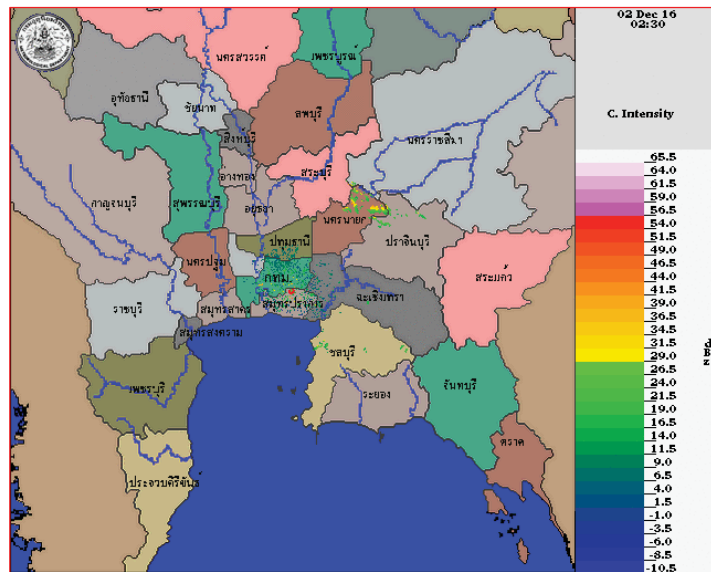 02 Dec 16
02:30
C. Intensity
นครสวรรค์
เพชรบูรณ์
อุทัยธานี
ชัยนาท
ลพบุรี
สิงห์บุรี
นครราชสีมา
อ่างทอง
สระบุรี
กาญจนบุรี
สุพรรณบุรี
อยุธยา
นครนายก
ปราจีนบุรี
ปทุมธานี
นครปฐม
กทม.
สระแก้ว
ราชบุรี
สมุทรสาคร
สมุทรปราการ
ฉะเชิงเทรา
สมุทรสงคราม
ชลบุรี
เพชรบุรี
ระยอง
จันทบุรี
ตราด
ประจวบคีรีขันธ์
65.5
64.0
61.5
59.0
56.5
54.0
51.5
49.0
46.5
44.0
41.5
39.0
36.5
34.5
31.5
29.0
26.5
24.0
21.5
19.0
16.5
14.0
11.5
9.0
6.5
4.0
1.5
-1.0
-3.5
-6.0
-8.0
-10.5
dBz